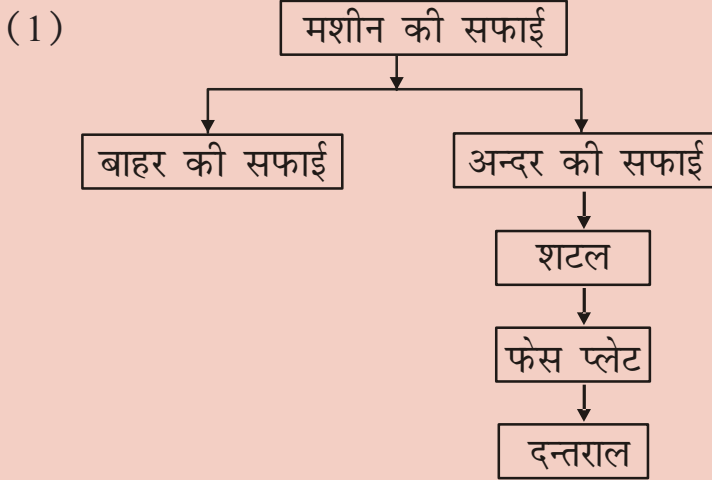 (1)
मशीन की सफाई
बाहर की सफाई
अन्दर की सफाई
शटल
फेस प्लेट
दन्तराल